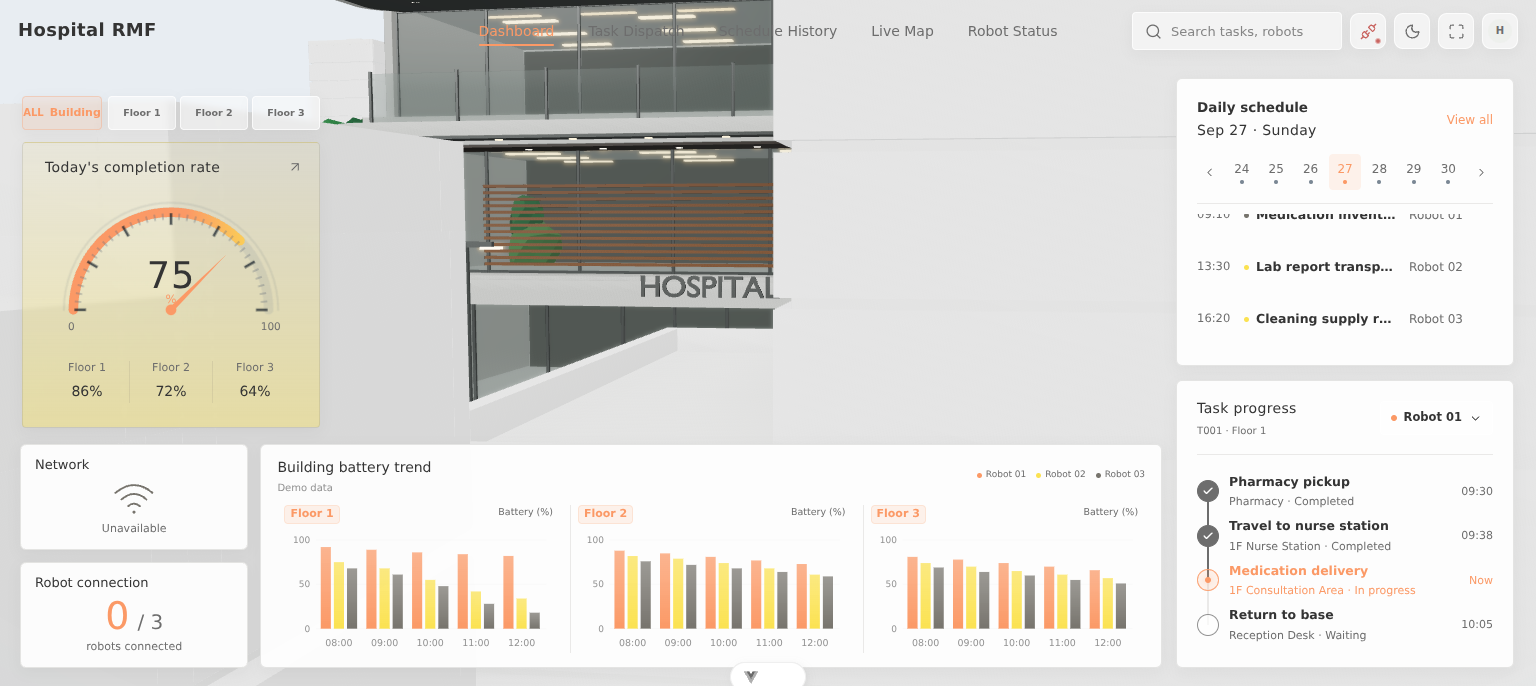 Hospital RMF
Dashboard
Task Dispatch
Schedule History
Live Map
Robot Status
Search tasks, robots
H
ALL Building
Floor 1
Floor 2
Floor 3
Today's completion rate
75
%
0
100
Floor 1
Floor 2
Floor 3
86%
72%
64%
HOSPITAL
Daily schedule
Sep 27 · Sunday
View all
24
25
26
27
28
29
30
09:10 Medication invent... Robot 01
13:30 Lab report transp... Robot 02
16:20 Cleaning supply r... Robot 03
Network
Unavailable
Robot connection
0 / 3
robots connected
Building battery trend
Demo data
Robot 01
Robot 02
Robot 03
Floor 1
Battery (%)
100
50
0
08:00
09:00
10:00
11:00
12:00
Floor 2
Battery (%)
100
50
0
08:00
09:00
10:00
11:00
12:00
Floor 3
Battery (%)
100
50
0
08:00
09:00
10:00
11:00
12:00
Task progress
T001 · Floor 1
Robot 01
Pharmacy pickup
Pharmacy · Completed
09:30
Travel to nurse station
1F Nurse Station · Completed
09:38
Medication delivery
1F Consultation Area · In progress
Now
Return to base
Reception Desk · Waiting
10:05